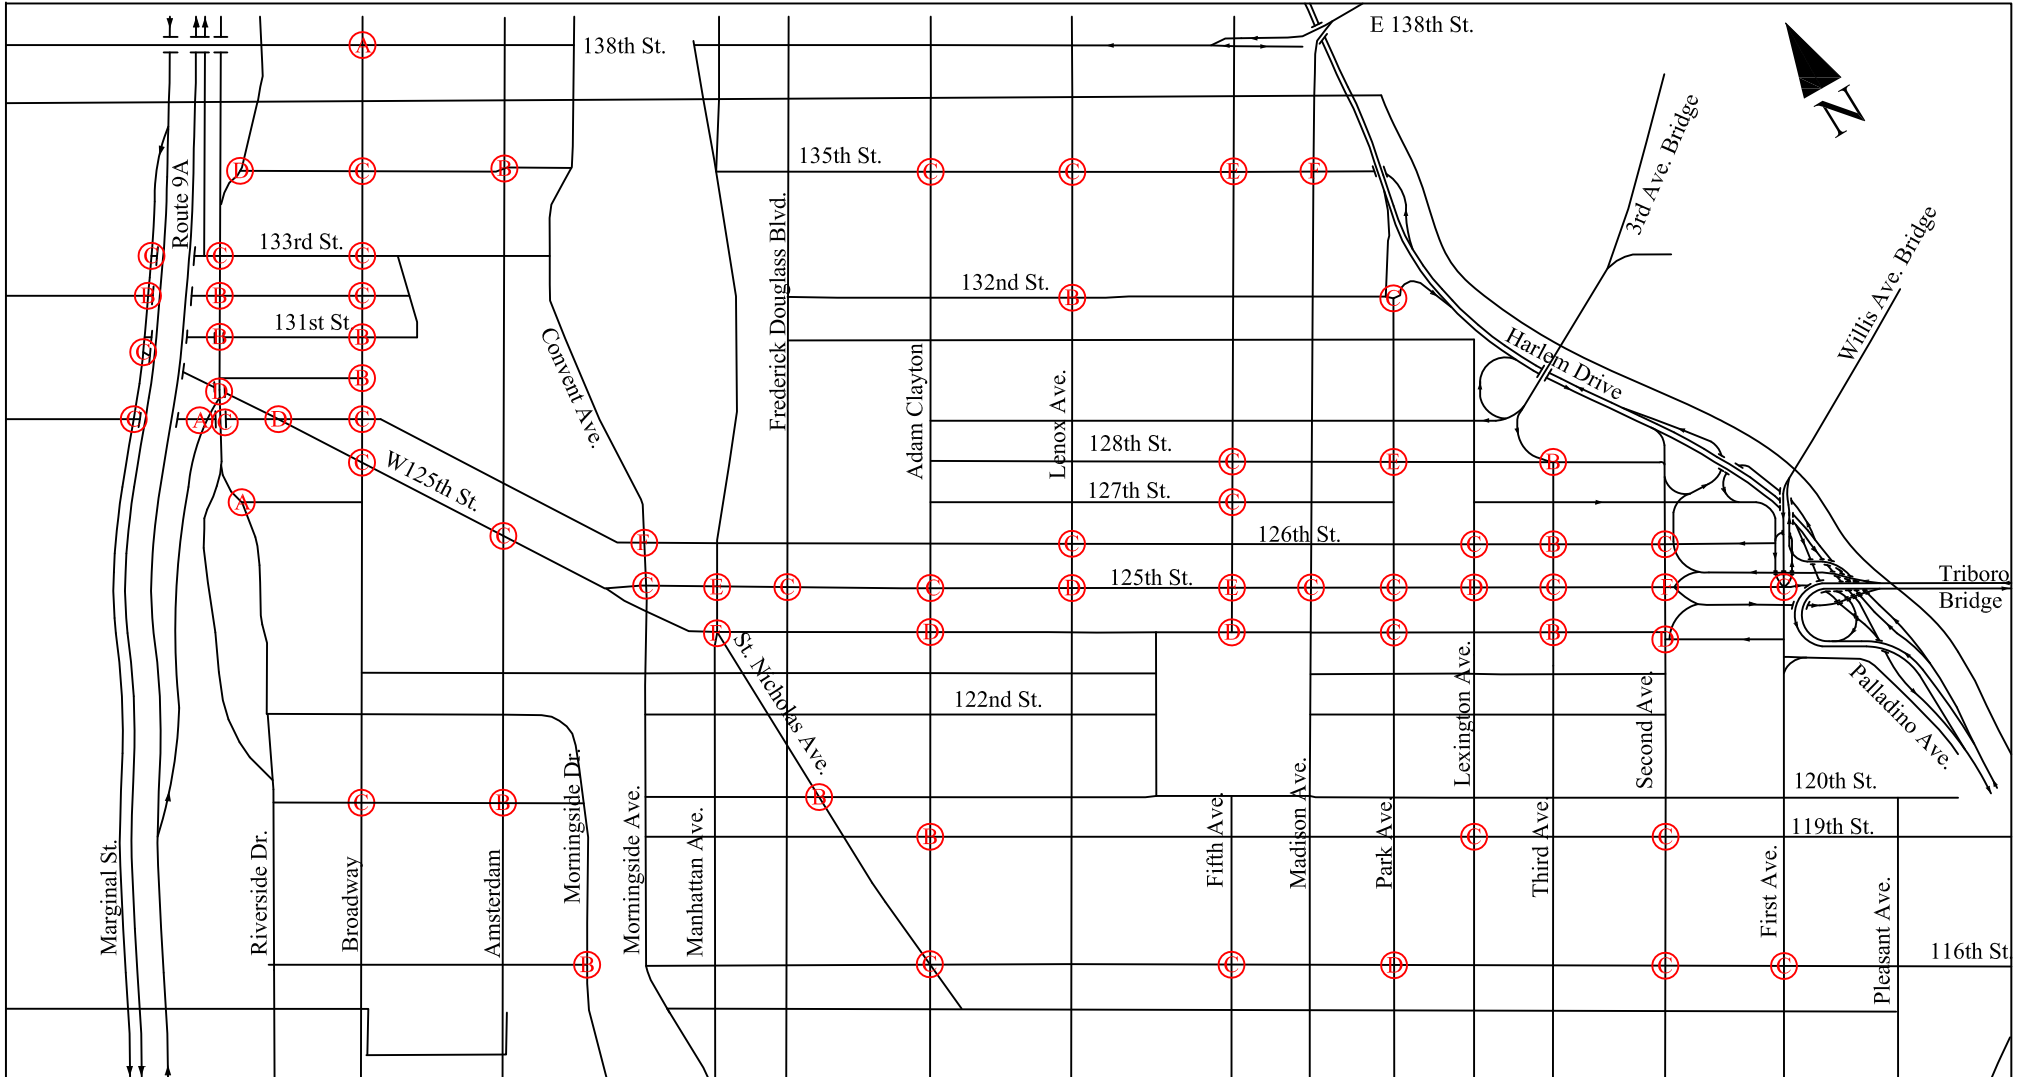 E 138th St.
A
138th St.
N
135th St.
D
C
B
C
C
E
F
Route 9A
3rd Ave. Bridge
133rd St.
C
C
C
Frederick Douglass Blvd.
132nd St.
B
B
C
B
C
Willis Ave. Bridge
131st St.
B
B
C
Harlem Drive
Convent Ave.
B
D
Adam Clayton
Lenox Ave.
C
A
C
D
C
128th St.
C
W125th St.
C
E
B
127th St.
A
C
126th St.
C
F
C
C
B
C
125th St.
Triboro
Bridge
C
E
C
C
D
E
C
C
D
C
F
C
E
St. Nicholas Ave.
D
D
C
B
D
122nd St.
Lexington Ave.
Second Ave.
Palladino Ave.
120th St.
C
B
Morningside Dr.
B
Madison Ave.
119th St.
B
C
C
Marginal St.
Riverside Dr.
Broadway
Amsterdam
Morningside Ave.
Manhattan Ave.
Fifth Ave.
Park Ave.
Third Ave.
First Ave.
Pleasant Ave.
116th St.
B
C
C
D
C
C